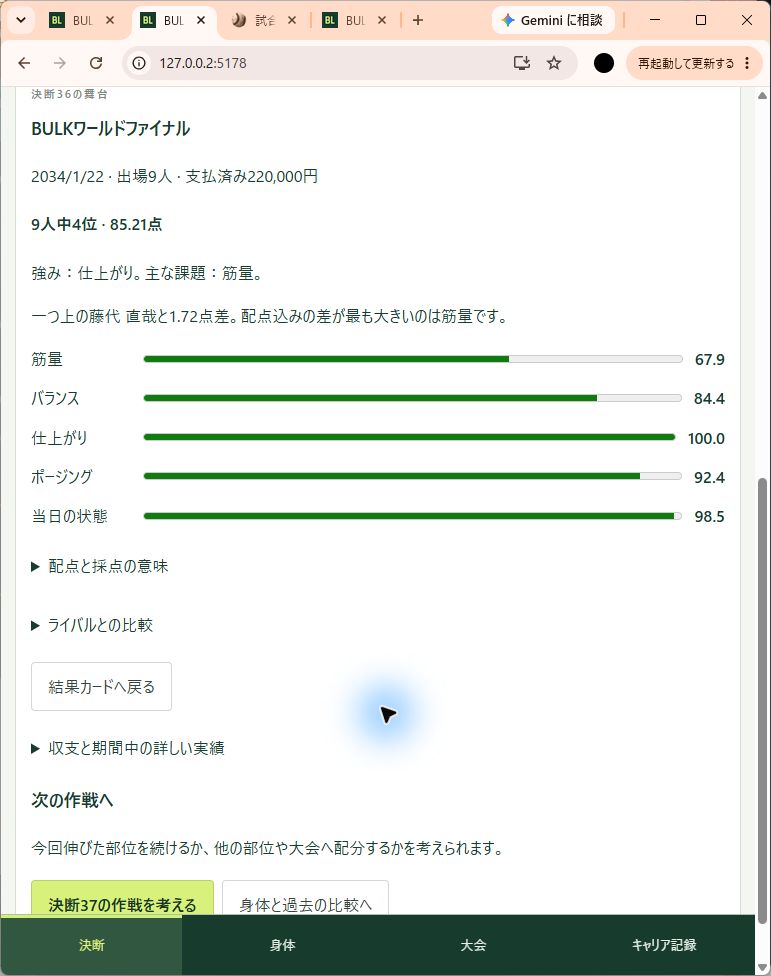 BUL
BUL
試合
BUL
Gemini に相談
127.0.0.2:5178
再起動して更新する
決断36の舞台
BULKワールドファイナル
2034/1/22 · 出場9人 · 支払済み220,000円
9人中4位 · 85.21点
強み：仕上がり。主な課題：筋量。
一つ上の藤代 直哉と1.72点差。配点込みの差が最も大きいのは筋量です。
筋量 67.9
バランス 84.4
仕上がり 100.0
ポージング 92.4
当日の状態 98.5
▶ 配点と採点の意味
▶ ライバルとの比較
結果カードへ戻る
▶ 収支と期間中の詳しい実績
次の作戦へ
今回伸びた部位を続けるか、他の部位や大会へ配分するかを考えられます。
決断37の作戦を考える 身体と過去の比較へ
決断 身体 大会 キャリア記録